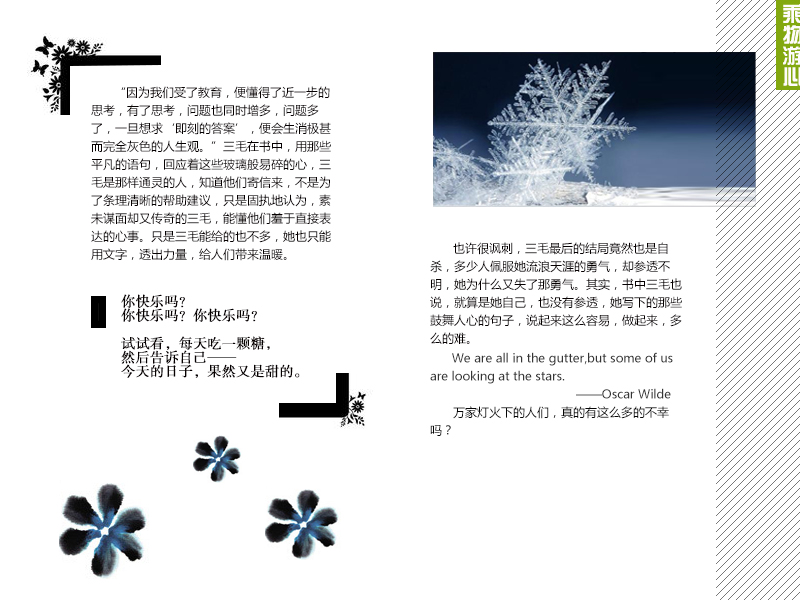 “因为我们受了教育，便懂得了近一步的
思考，有了思考，问题也同时增多，问题多
了，一旦想求‘即刻的答案’，便会生消极甚
而完全灰色的人生观。”三毛在书中，用那些
平凡的语句，回应着这些玻璃般易碎的心，三
毛是那样通灵的人，知道他们寄信来，不是为
了条理清晰的帮助建议，只是固执地认为，素
未谋面却又传奇的三毛，能懂他们羞于直接表
达的心事。只是三毛能给的也不多，她也只能
用文字，透出力量，给人们带来温暖。
你快乐吗？
你快乐吗？你快乐吗？
试试看，每天吃一颗糖，
然后告诉自己——
今天的日子，果然又是甜的。
也许很讽刺，三毛最后的结局竟然也是自
杀，多少人佩服她流浪天涯的勇气，却参透不
明，她为什么又失了那勇气。其实，书中三毛也
说，就算是她自己，也没有参透，她写下的那些
鼓舞人心的句子，说起来这么容易，做起来，多
么的难。
We are all in the gutter,but some of us
are looking at the stars.
——Oscar Wilde
万家灯火下的人们，真的有这么多的不幸
吗？
乘物游心